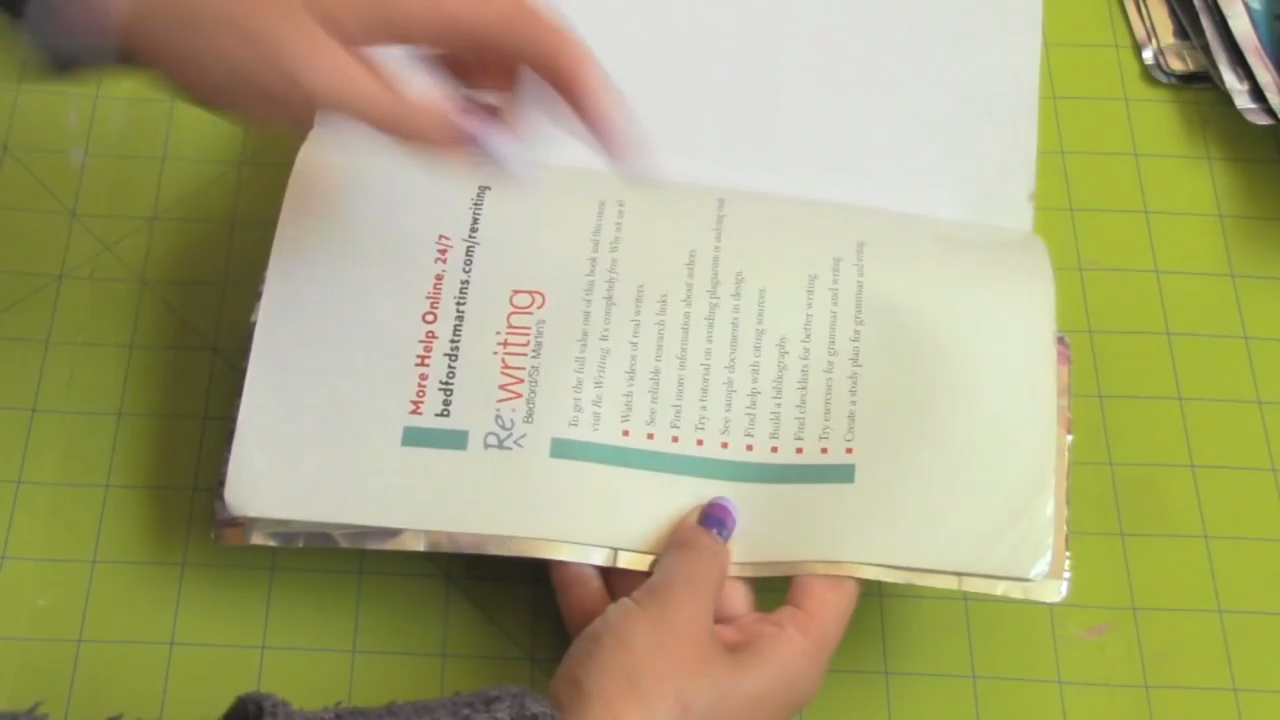 More Help Online, 24/7
bedfordstmartins.com/rewriting
Re: writing
Bedford/St. Martin's
To get the full value out of this book and this course,
visit Re:Writing. It's completely free. Why not use it?
Watch videos of real writers.
See reliable research links.
Find more information about authors
Try a tutorial on avoiding plagiarism or
See sample documents in design.
Find help with citing sources.
Build a bibliography.
Find checklists for better writing.
Try exercises for grammar and writing
Create a study plan for grammar and writing